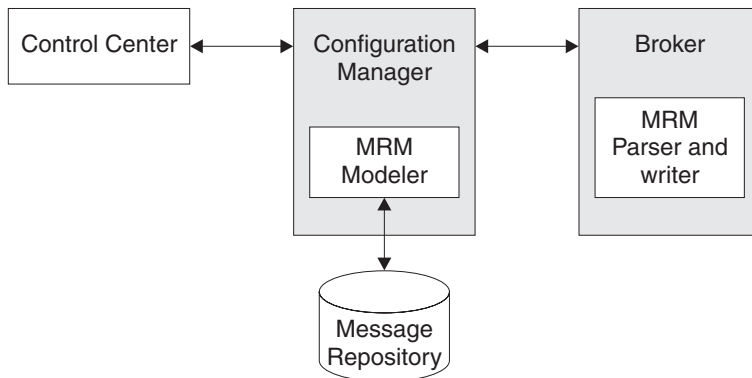 Control Center
Configuration
Manager
Broker
MRM
Modeler
MRM
Parser and
writer
Message
Repository